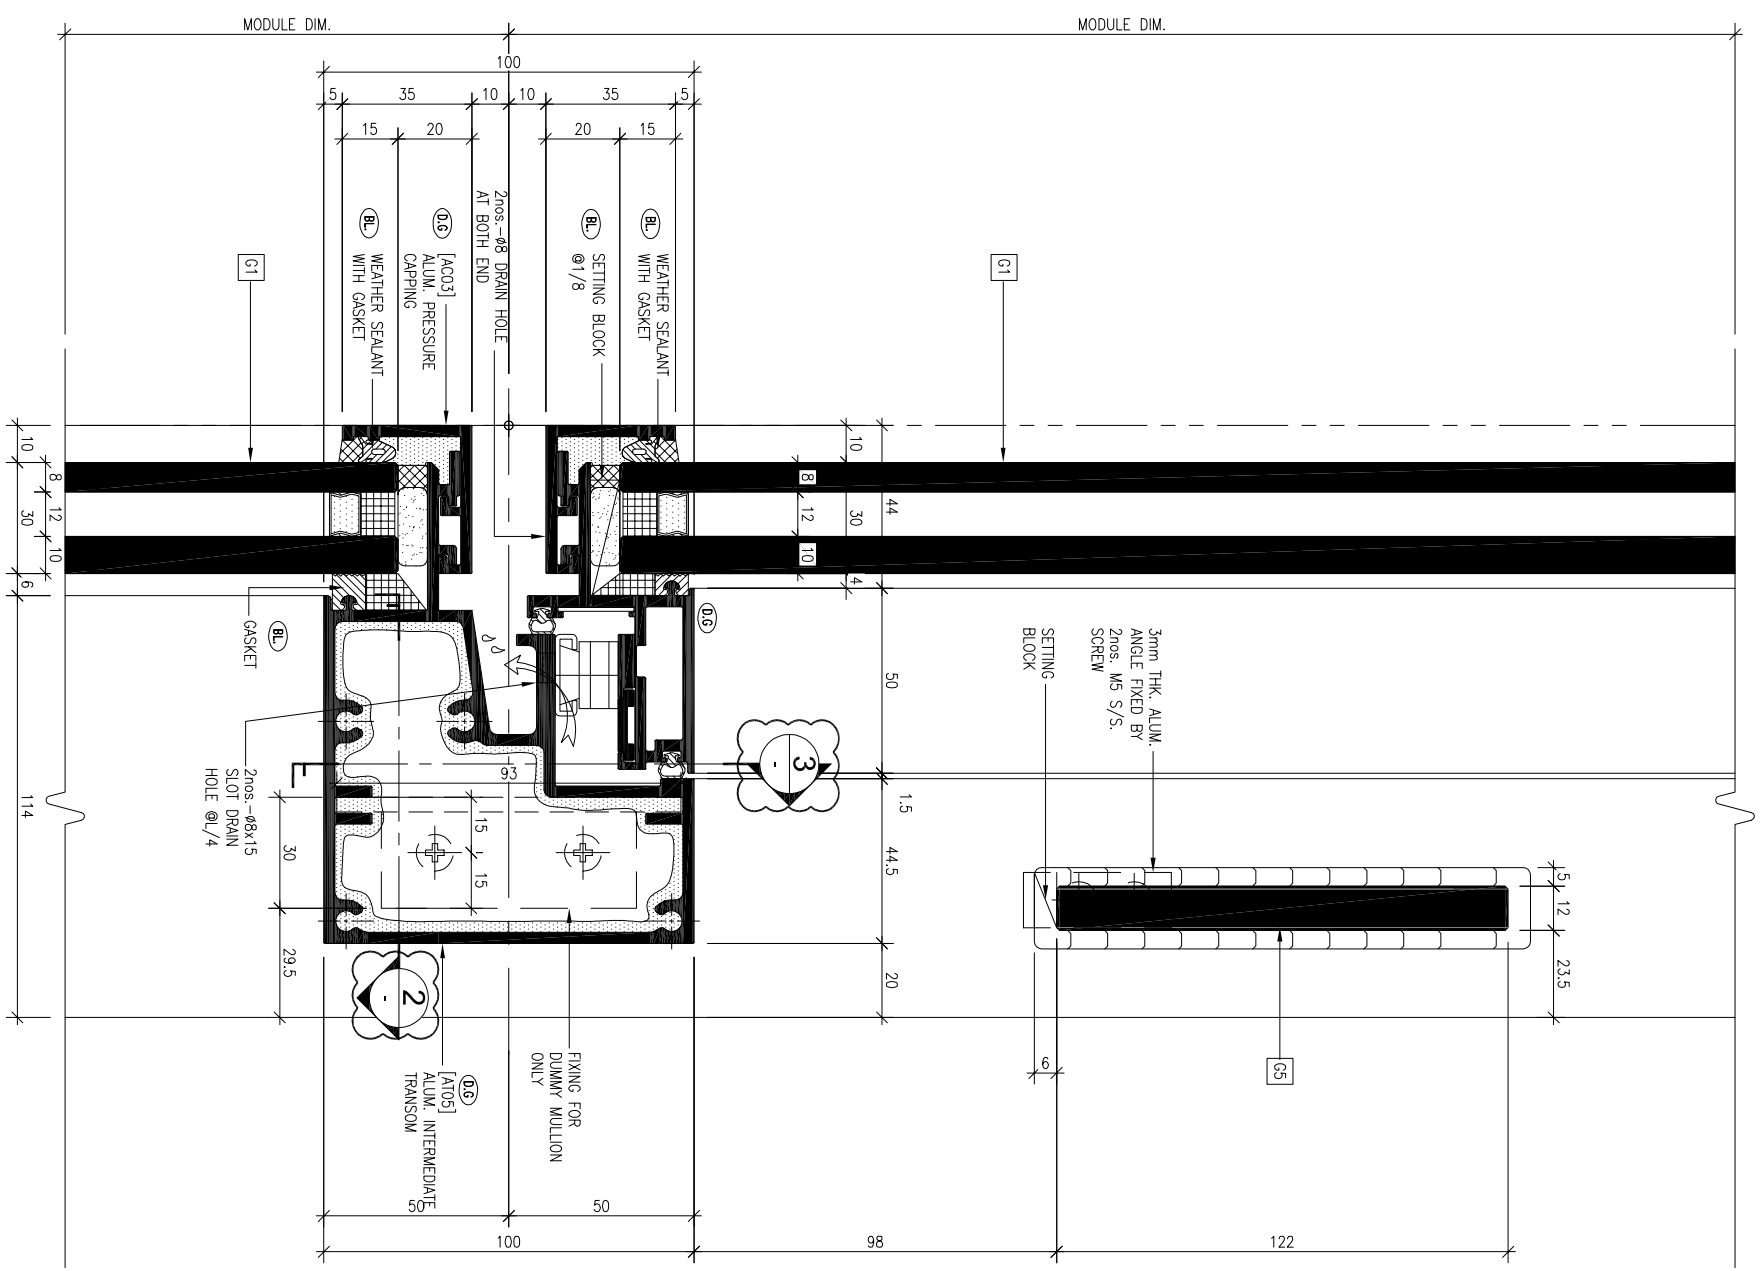 MODULE DIM.
MODULE DIM.
100
5
35
10
10
35
5
15
20
20
15
BL.
WEATHER SEALANT
WITH GASKET
D.G
[AC03]
ALUM. PRESSURE
CAPPING
2nos.-ø8 DRAIN HOLE
AT BOTH END
BL.
SETTING BLOCK
@1/8
BL.
WEATHER SEALANT
WITH GASKET
G1
G1
10
8
12
30
10
6
114
10
8
12
30
10
4
44
50
1.5
44.5
20
D.G
BL.
GASKET
2nos.-ø8x15
SLOT DRAIN
HOLE @L/4
93
15
15
30
29.5
3
-
2
-
3mm THK. ALUM.
ANGLE FIXED BY
2nos. M5 S/S.
SCREW
SETTING
BLOCK
5
12
23.5
G5
6
FIXING FOR
DUMMY MULLION
ONLY
D.G
[AT05]
ALUM. INTERMEDIATE
TRANSOM
50
50
100
98
122